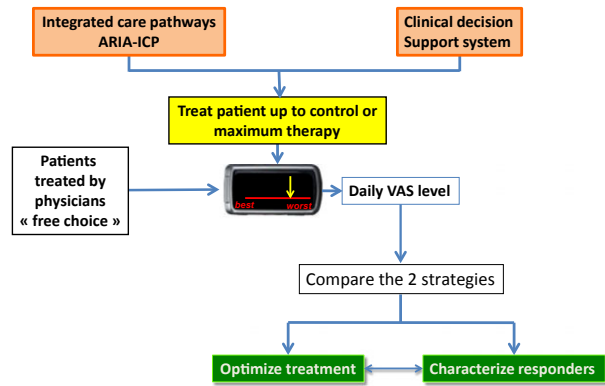 Integrated care pathways
ARIA-ICP
Clinical decision
Support system
Treat patient up to control or
maximum therapy
Patients
treated by
physicians
« free choice »
best worst
Daily VAS level
Compare the 2 strategies
Optimize treatment
Characterize responders